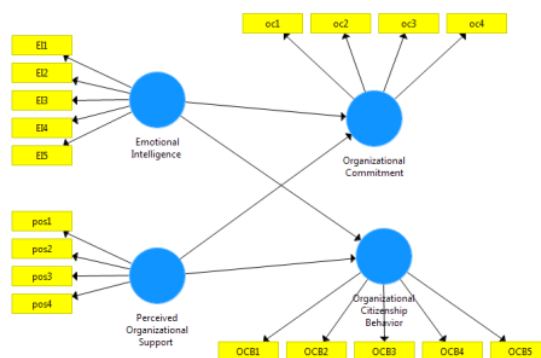 oc1
oc2
oc3
oc4
EI1
EI2
EI3
EI4
EI5
Emotional
Intelligence
Organizational
Commitment
pos1
pos2
pos3
pos4
Perceived
Organizational
Support
Organizational
Citizenship
Behavior
OCB1
OCB2
OCB3
OCB4
OCB5